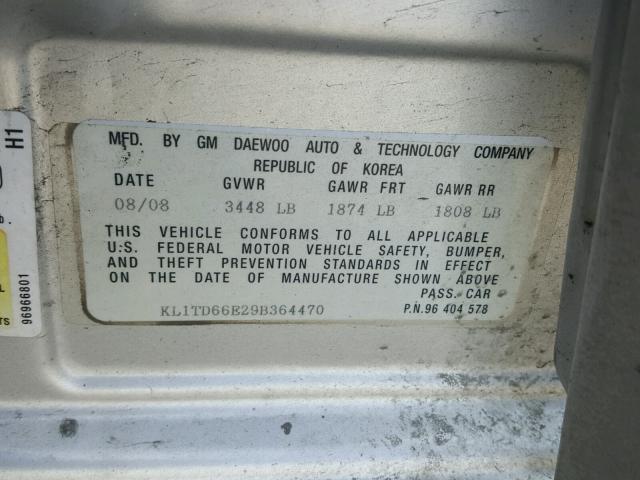 MFD. BY GM DAEWOO AUTO & TECHNOLOGY COMPANY
REPUBLIC OF KOREA
DATE GVWR GAWR FRT GAWR RR
08/08 3448 LB 1874 LB 1808 LB
THIS VEHICLE CONFORMS TO ALL APPLICABLE
U.S. FEDERAL MOTOR VEHICLE SAFETY, BUMPER,
AND THEFT PREVENTION STANDARDS IN EFFECT
ON THE DATE OF MANUFACTURE SHOWN ABOVE
PASS. CAR
KL1TD66E29B364470
P.N. 96 404 578
H1
96966801